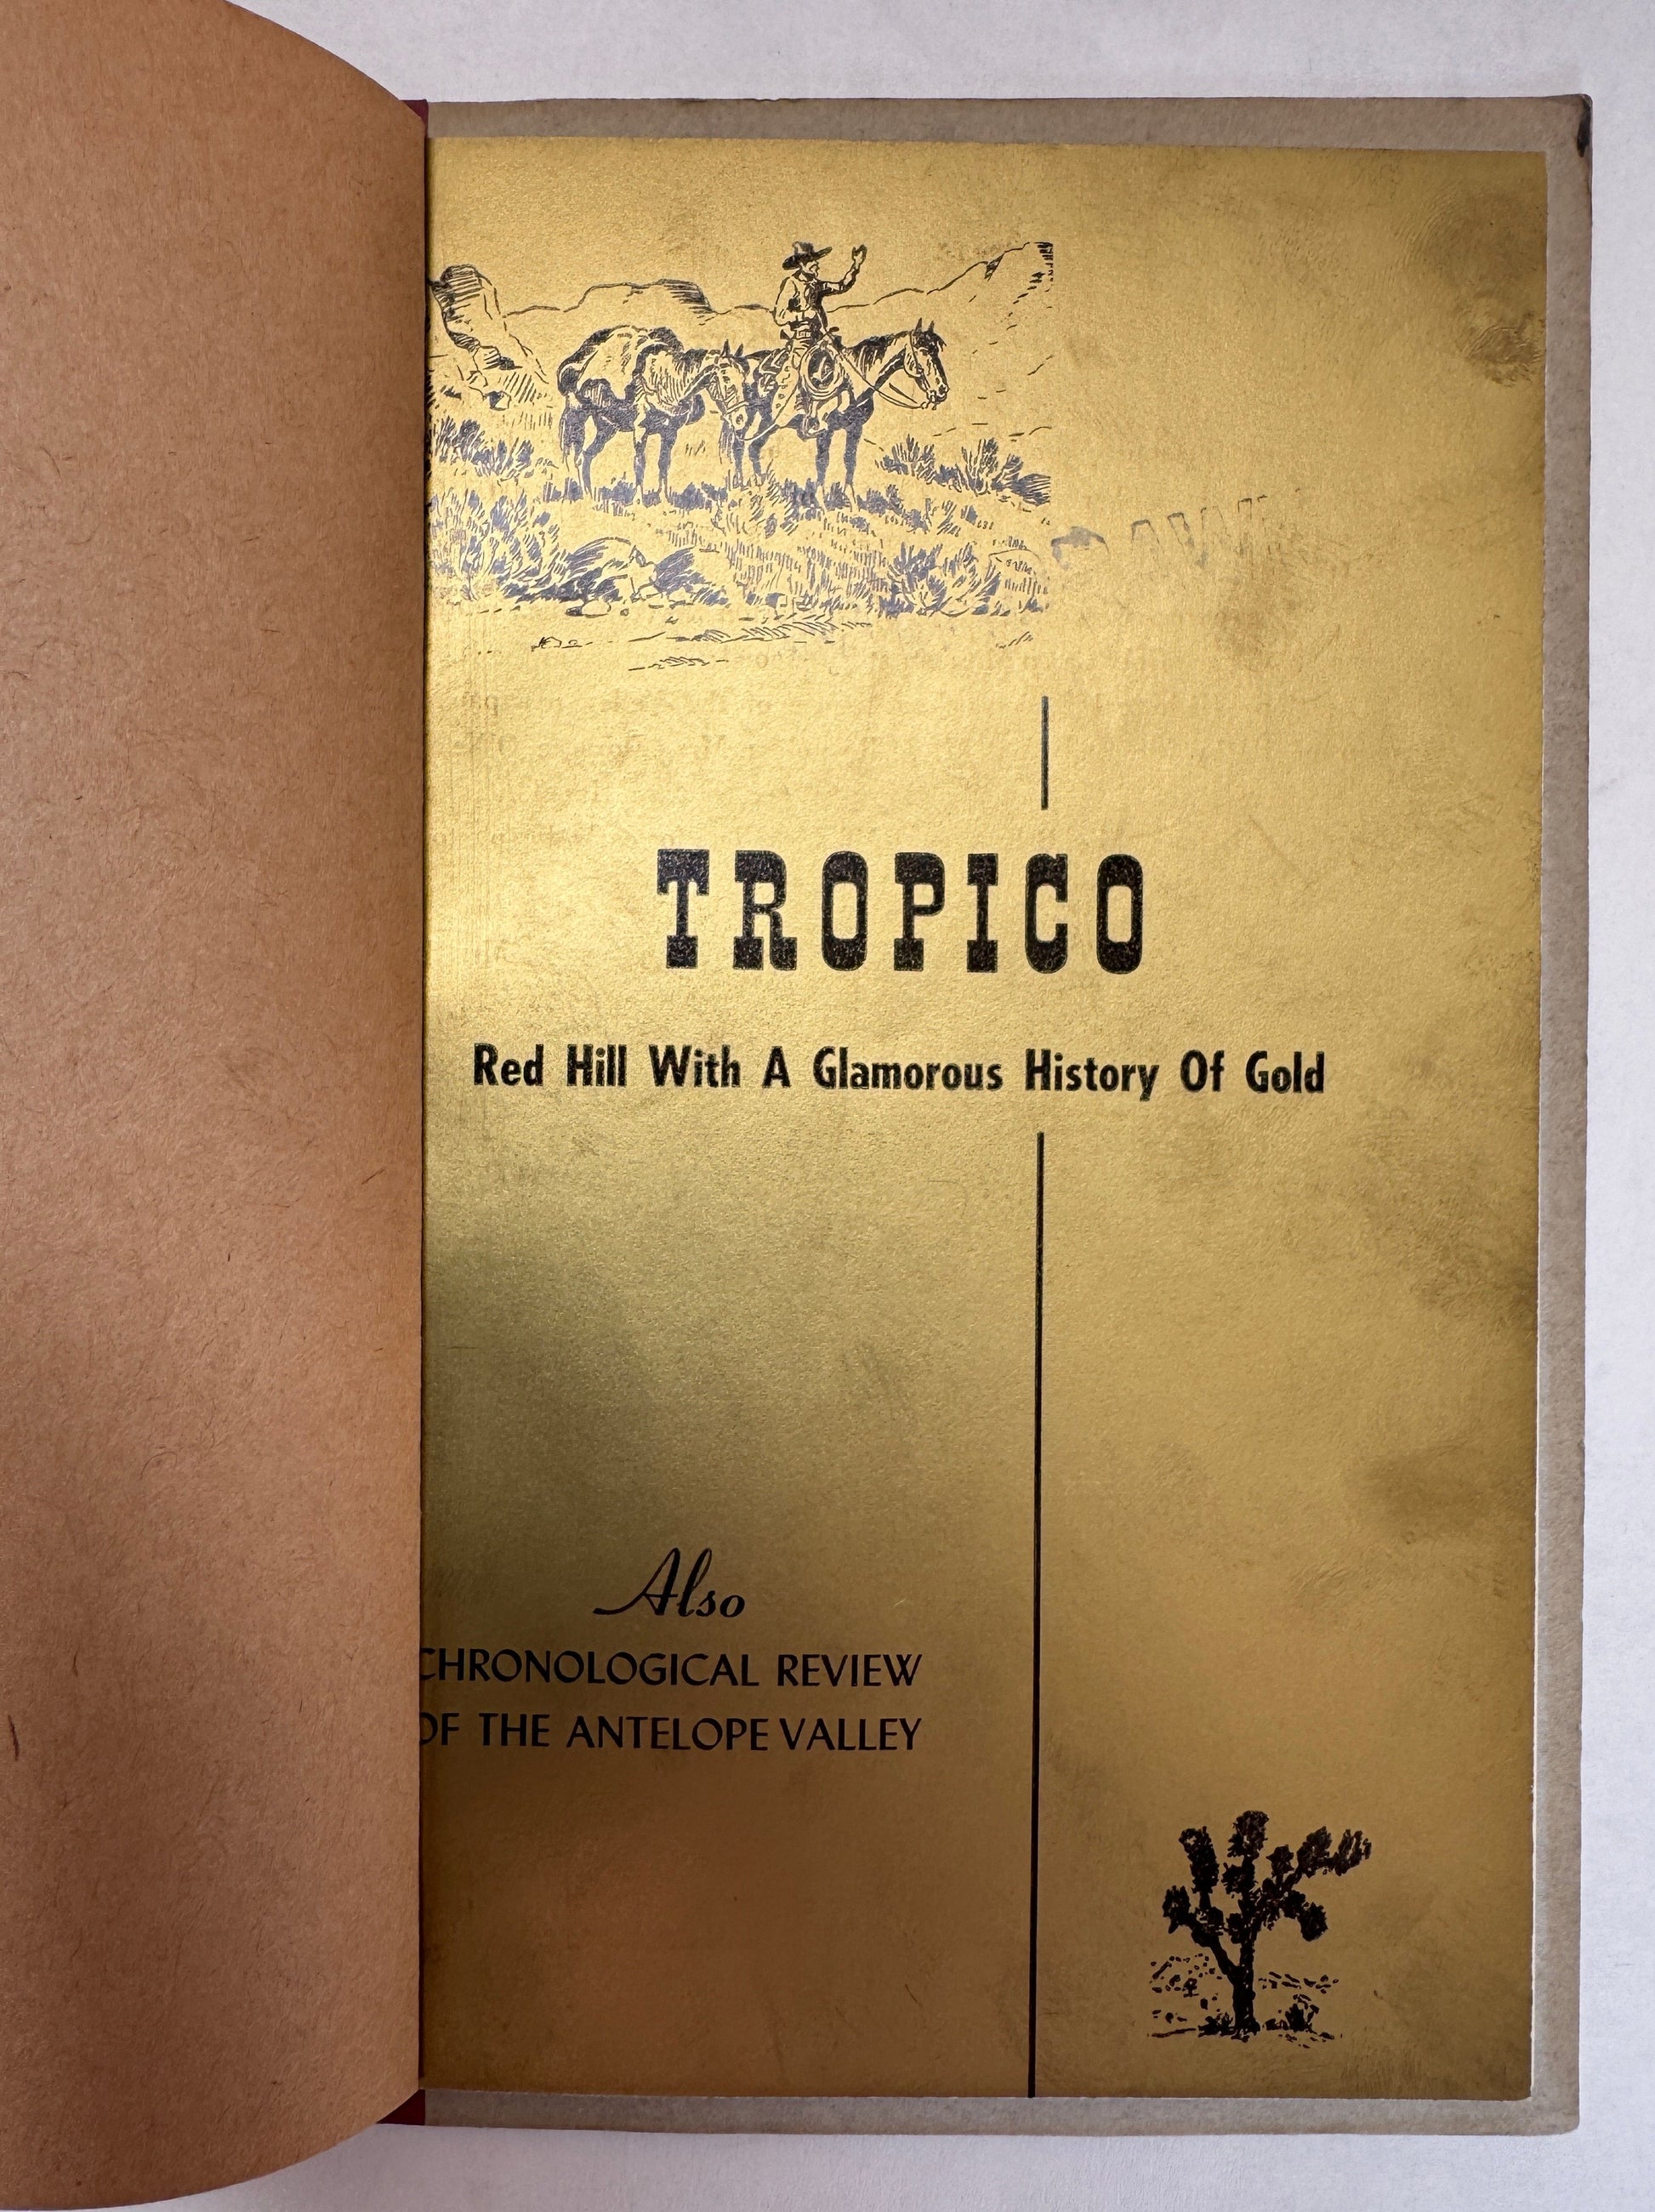 TROPICO
Red Hill With A Glamorous History Of Gold
Also
CHRONOLOGICAL REVIEW
OF THE ANTELOPE VALLEY